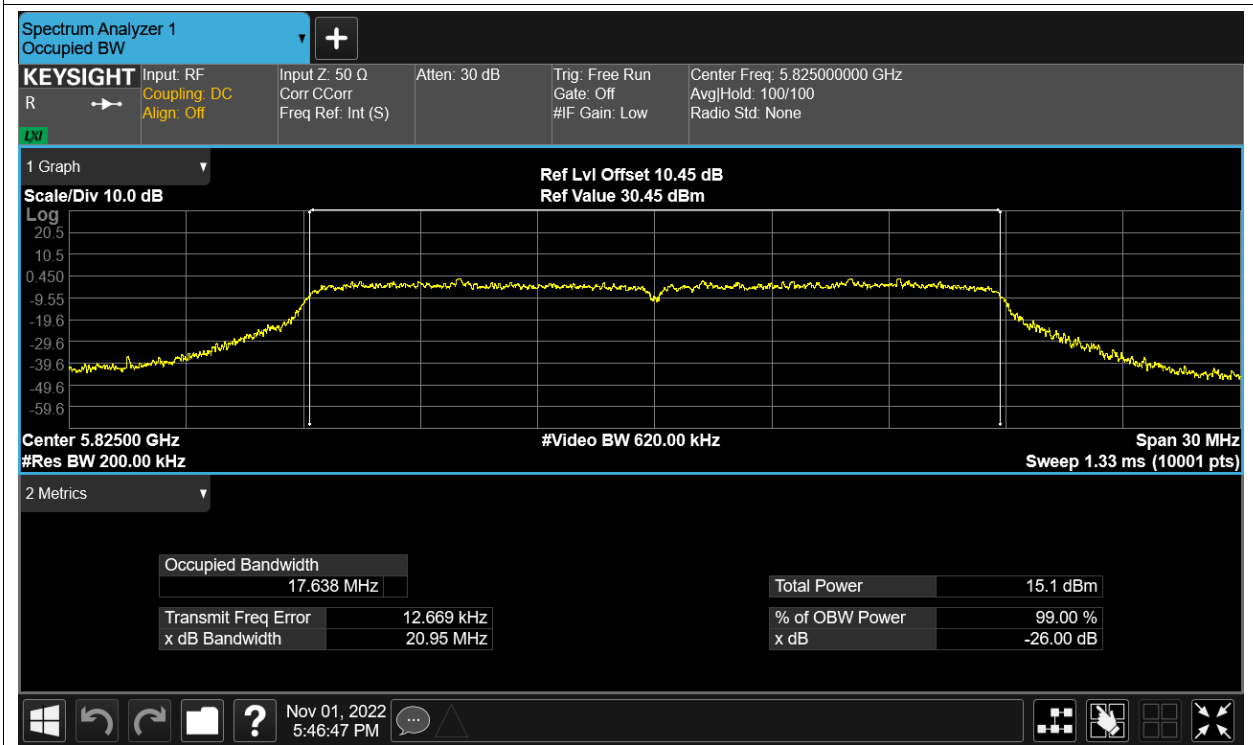 Spectrum Analyzer 1
Occupied BW
KEYSIGHT
R
LXI
Input: RF
Coupling: DC
Align: Off
Input Z: 50 Ω
Corr CCorr
Freq Ref: Int (S)
Atten: 30 dB
Trig: Free Run
Gate: Off
#IF Gain: Low
Center Freq: 5.825000000 GHz
Avg|Hold: 100/100
Radio Std: None
1 Graph
Scale/Div 10.0 dB
Ref Lvl Offset 10.45 dB
Ref Value 30.45 dBm
Log
20.5
10.5
0.450
-9.55
-19.6
-29.6
-39.6
-49.6
-59.6
Center 5.82500 GHz
#Video BW 620.00 kHz
Span 30 MHz
#Res BW 200.00 kHz
Sweep 1.33 ms (10001 pts)
2 Metrics
Occupied Bandwidth
17.638 MHz
Total Power 15.1 dBm
Transmit Freq Error 12.669 kHz
% of OBW Power 99.00 %
x dB Bandwidth 20.95 MHz
x dB -26.00 dB
?
Nov 01, 2022
5:46:47 PM